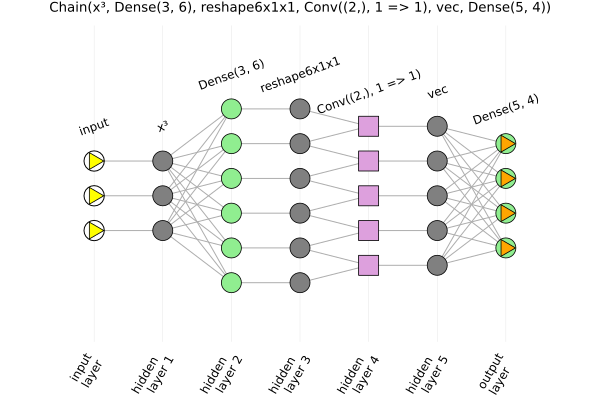 Chain(x³, Dense(3, 6), reshape6x1x1, Conv((2,), 1 => 1), vec, Dense(5, 4))
input
x³
Dense(3, 6)
reshape6x1x1
Conv((2,), 1 => 1)
vec
Dense(5, 4)
input
layer
hidden
layer 1
hidden
layer 2
hidden
layer 3
hidden
layer 4
hidden
layer 5
output
layer